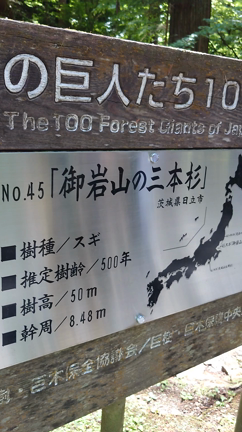 の巨人たち10
The 100 Forest Giants of Ja
No.45「御岩山の三本杉」
茨城県日立市
■樹種／スギ
■推定樹齢／500年
■樹高／50m
■幹周／8.48m